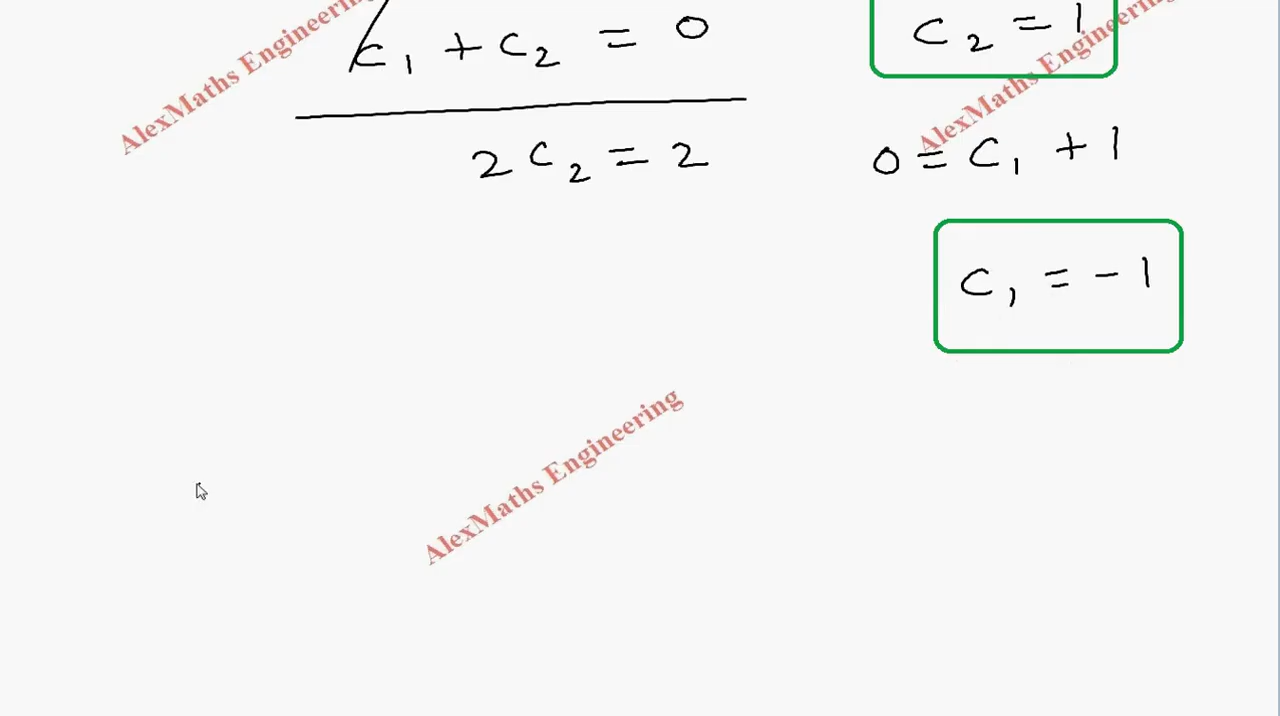 c₁ + c₂ = 0
c₂ = 1
2c₂ = 2
0 = c₁ + 1
c₁ = -1
AlexMaths Engineering
AlexMaths Engineering
AlexMaths Engineering